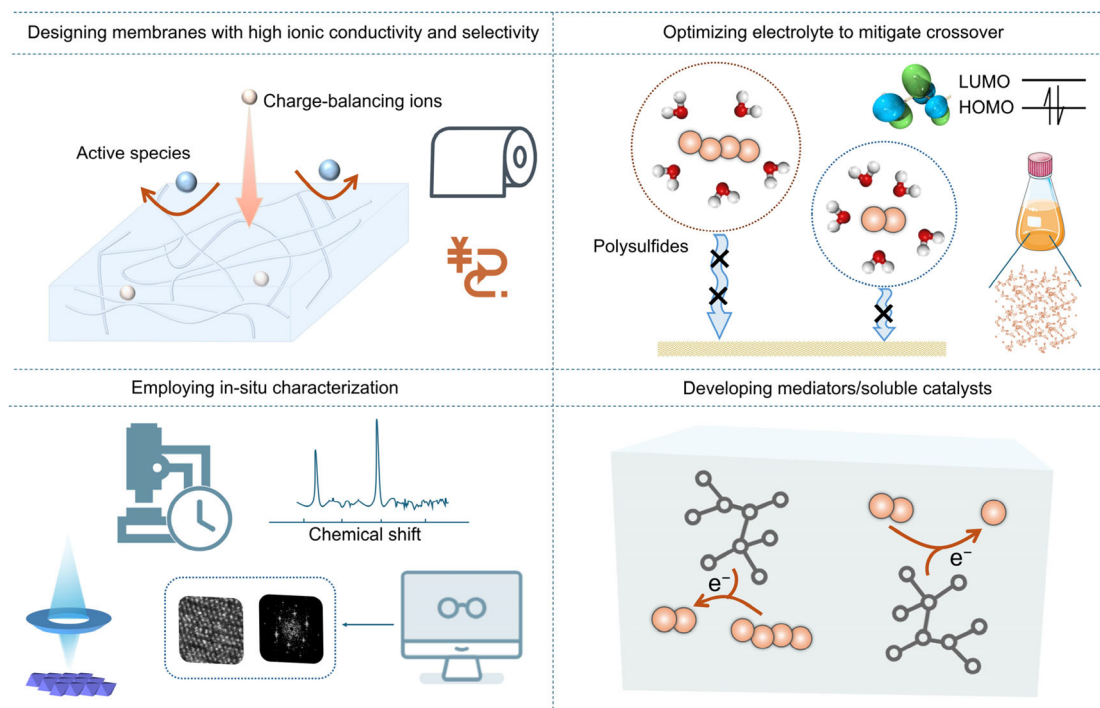 Designing membranes with high ionic conductivity and selectivity
Charge-balancing ions
Active species
¥
Optimizing electrolyte to mitigate crossover
LUMO
HOMO
Polysulfides
Employing in-situ characterization
Chemical shift
Developing mediators/soluble catalysts
e⁻
e⁻